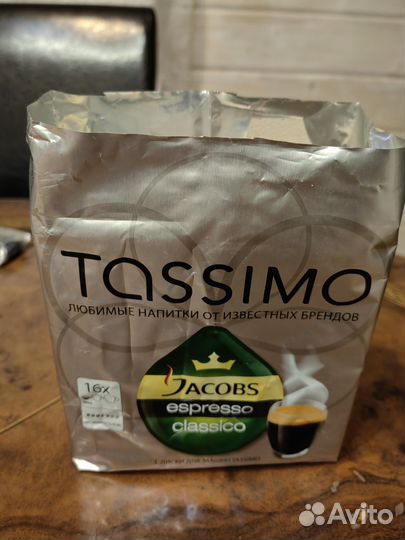 TASSIMO
ЛЮБИМЫЕ НАПИТКИ ОТ ИЗВЕСТНЫХ БРЕНДОВ
16x
JACOBS
espresso
classico
Avito